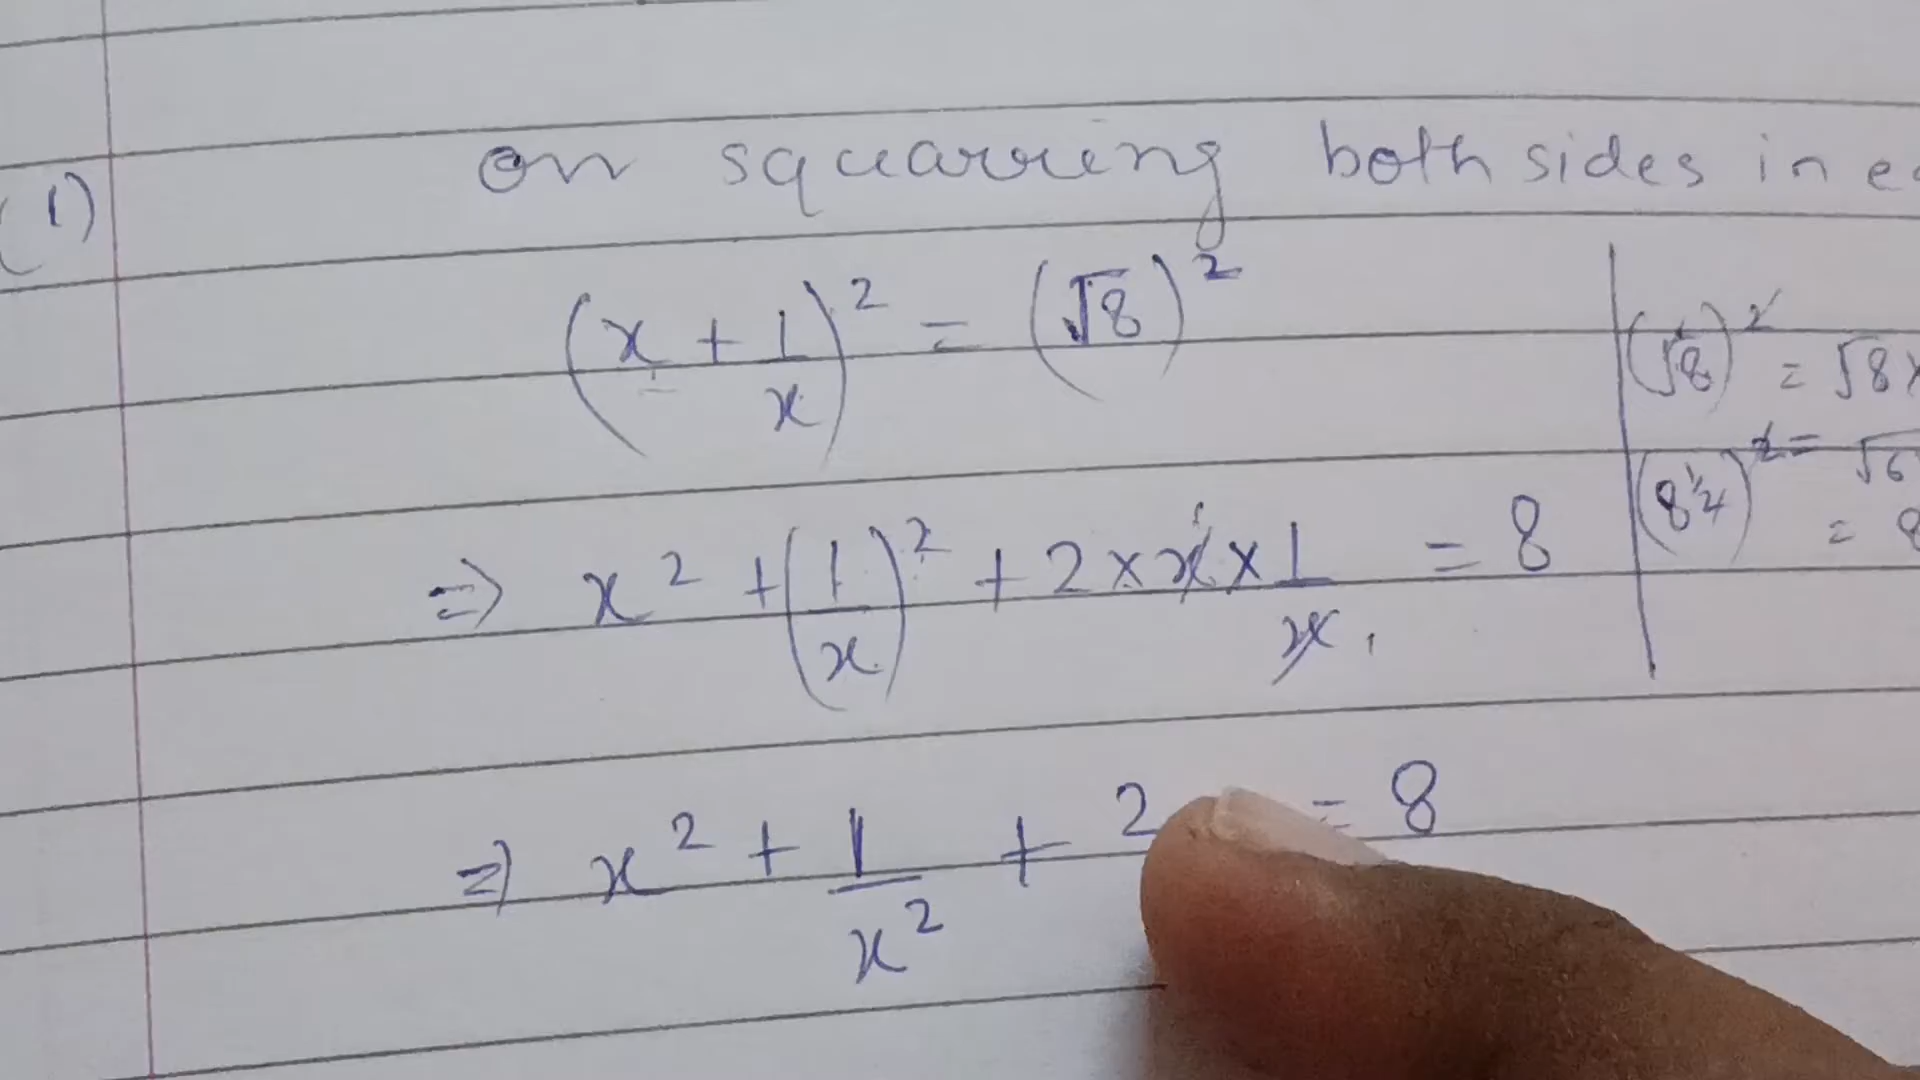 on squarring both sides in
(1)
(x + 1/x)² = (√8)²
=> x² + (1/x)² + 2 × x × 1/x = 8
=> x² + 1/x² + 2 = 8
(√8)² = √8 ×
(8^1/2)² = √6
= 8